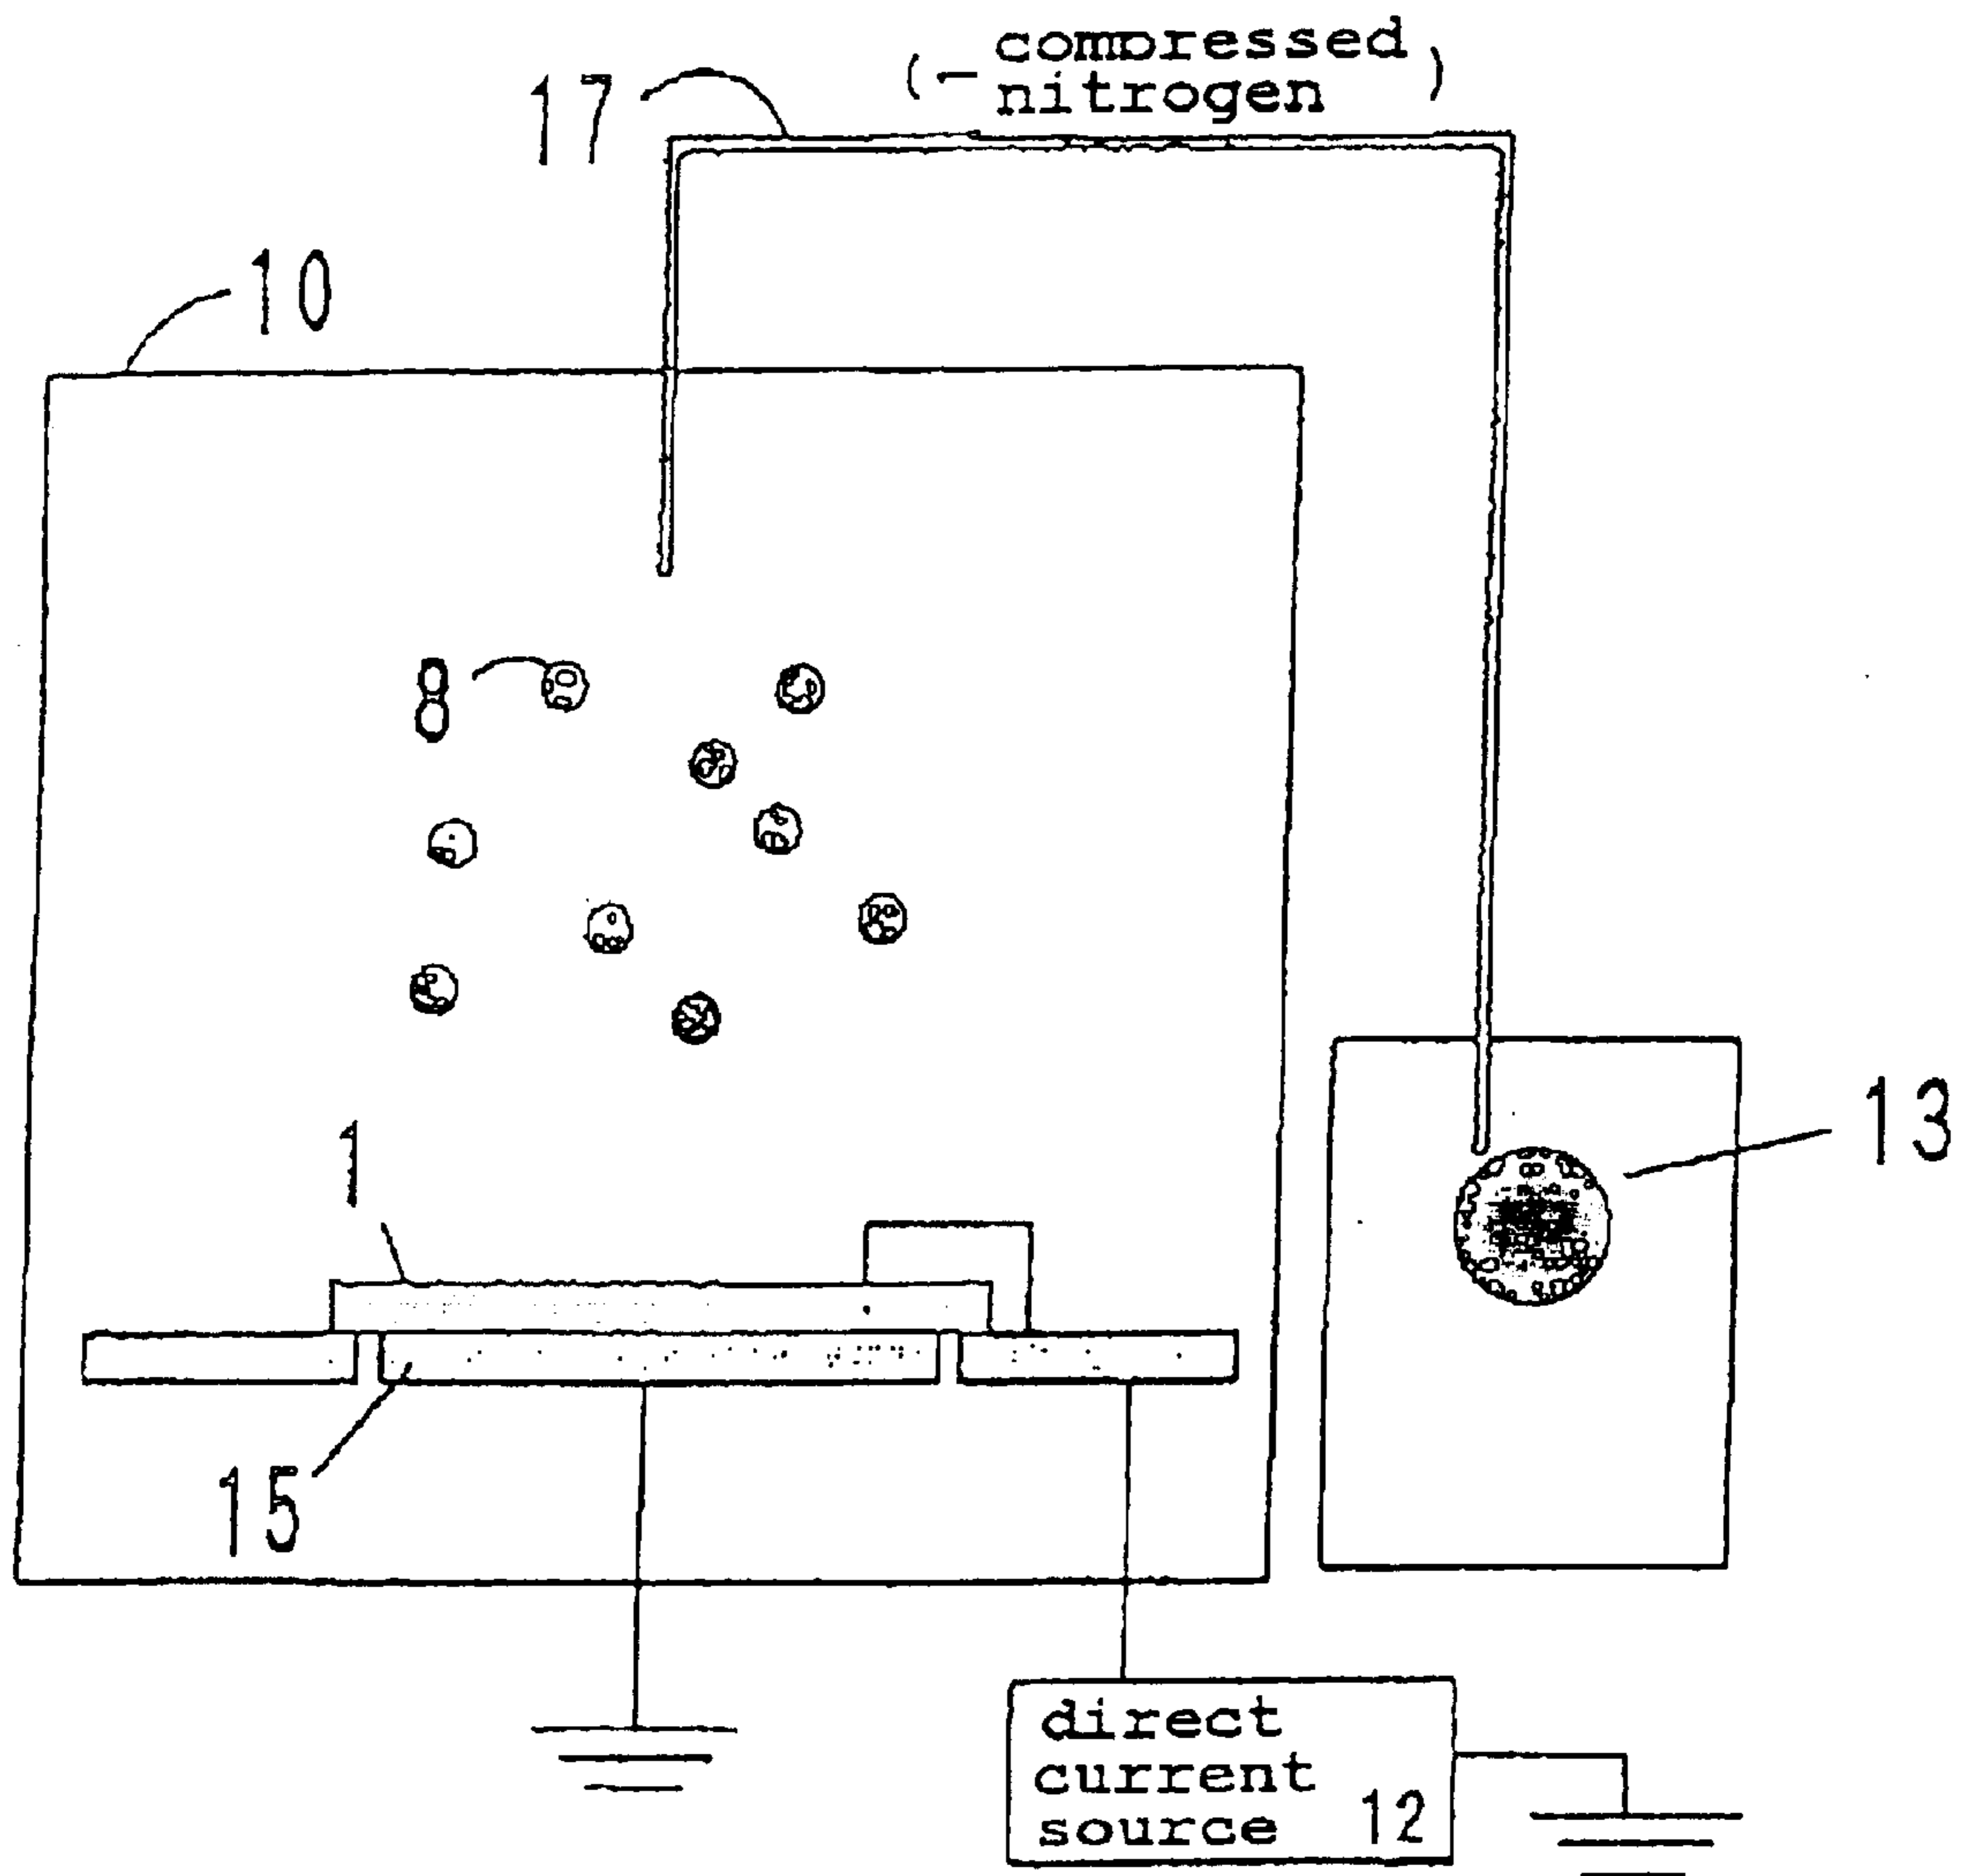 compressed
17 (← nitrogen )
10
8
1
13
15
direct
current
source 12